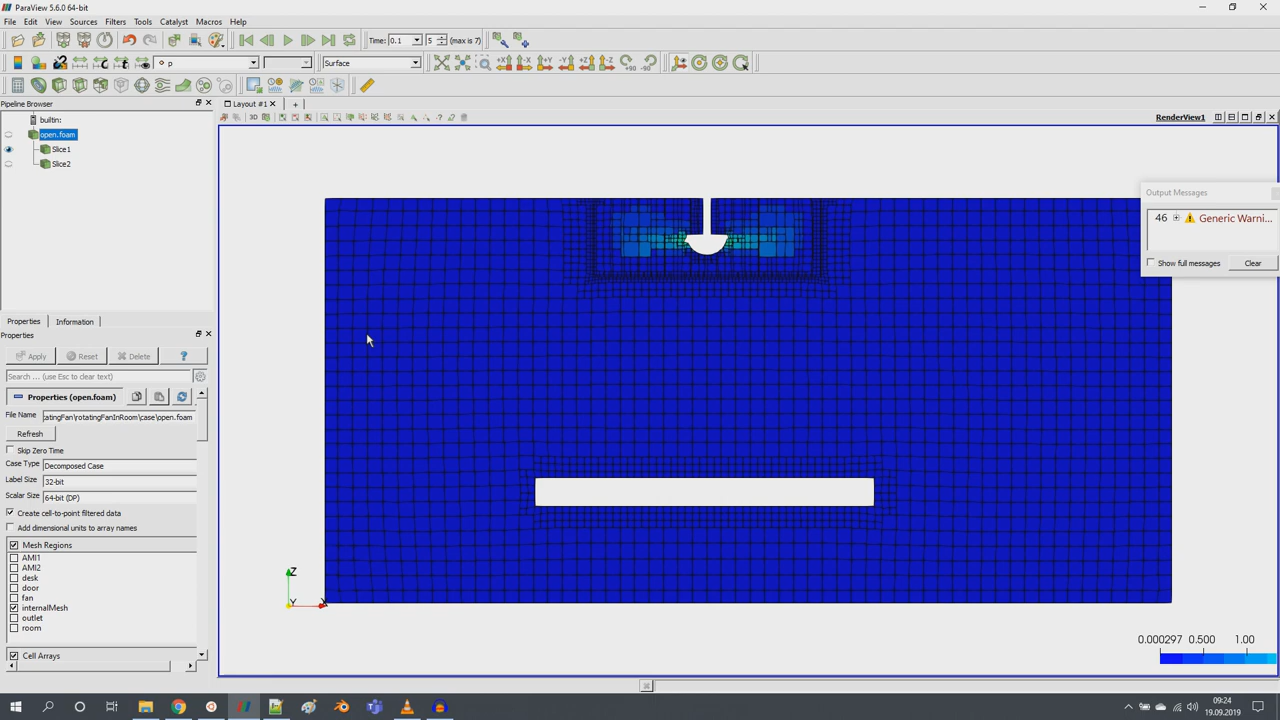 ParaView 5.6.0 64-bit
File Edit View Sources Filters Tools Catalyst Macros Help
Time: 0.1 5 (max is 7)
p Surface +X -X +Y -Y +Z -Z +90 -90
Pipeline Browser
Layout #1
builtin:
3D
RenderView1
open.foam
Slice1
Slice2
Output Messages
46 Generic Warni...
Show full messages Clear
Properties Information
Properties
Apply Reset Delete ?
Search ... (use Esc to clear text)
Properties (open.foam)
File Name :atingFan\rotatingFanInRoom\case\open.foam
Refresh
Skip Zero Time
Case Type Decomposed Case
Label Size 32-bit
Scalar Size 64-bit (DP)
Create cell-to-point filtered data
Add dimensional units to array names
Mesh Regions
AMI1
AMI2
desk
door
fan
internalMesh
outlet
room
Cell Arrays
Z
Y X
0.000297 0.500 1.00
09:24
19.09.2019